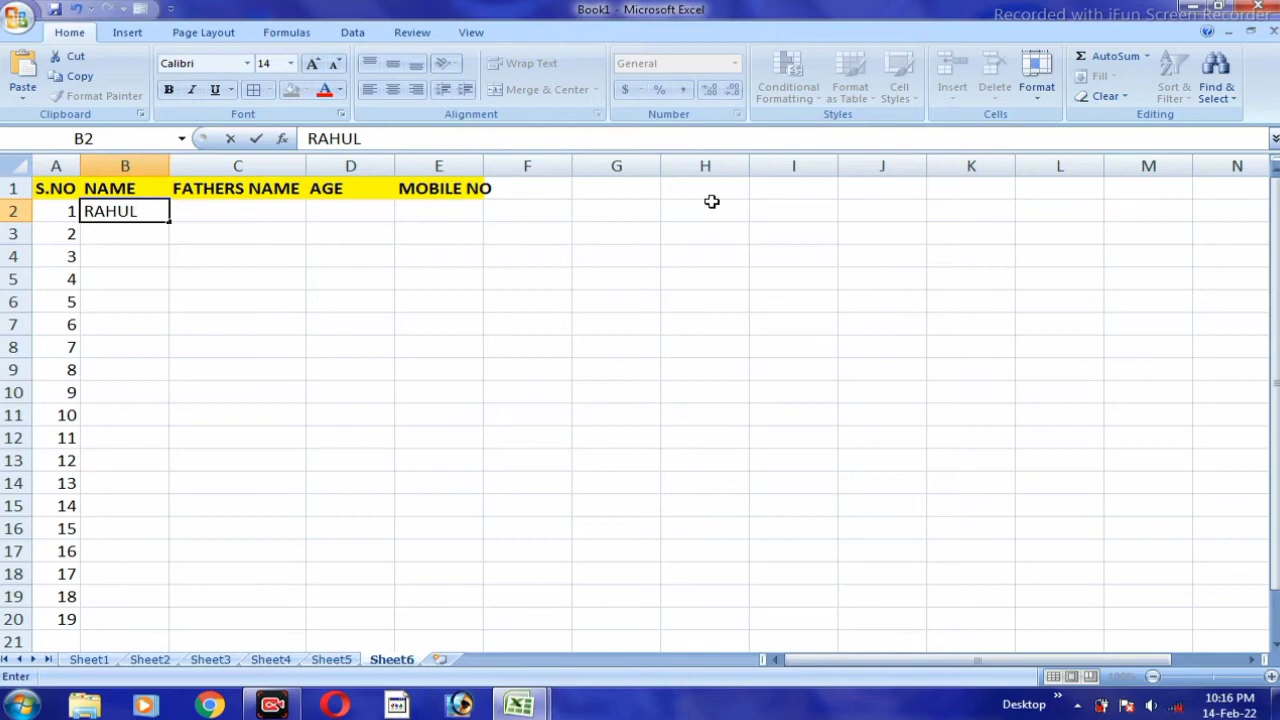 Book1 - Microsoft Excel
Recorded with iFun Screen Recorder
Home Insert Page Layout Formulas Data Review View
Paste
Cut
Copy
Format Painter
Clipboard
Calibri 14
B I U
Font
Wrap Text
Merge & Center
Alignment
General
$ % ,
Number
Conditional Formatting
Format as Table
Cell Styles
Styles
Insert Delete Format
Cells
Σ AutoSum
Fill
Clear
Sort & Filter
Find & Select
Editing
B2 fx RAHUL
A B C D E F G H I J K L M N
1 S.NO NAME FATHERS NAME AGE MOBILE NO
2 1 RAHUL
3 2
4 3
5 4
6 5
7 6
8 7
9 8
10 9
11 10
12 11
13 12
14 13
15 14
16 15
17 16
18 17
19 18
20 19
21
Sheet1 Sheet2 Sheet3 Sheet4 Sheet5 Sheet6
Enter 100%
Desktop 10:16 PM
14-Feb-22